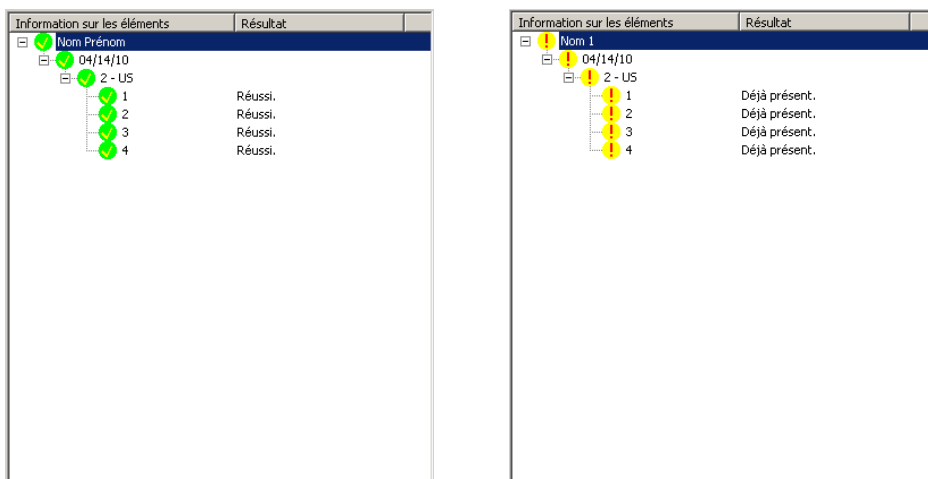 Information sur les éléments Résultat
Nom Prénom
04/14/10
2 - US
1 Réussi.
2 Réussi.
3 Réussi.
4 Réussi.
Information sur les éléments Résultat
Nom 1
04/14/10
2 - US
1 Déjà présent.
2 Déjà présent.
3 Déjà présent.
4 Déjà présent.